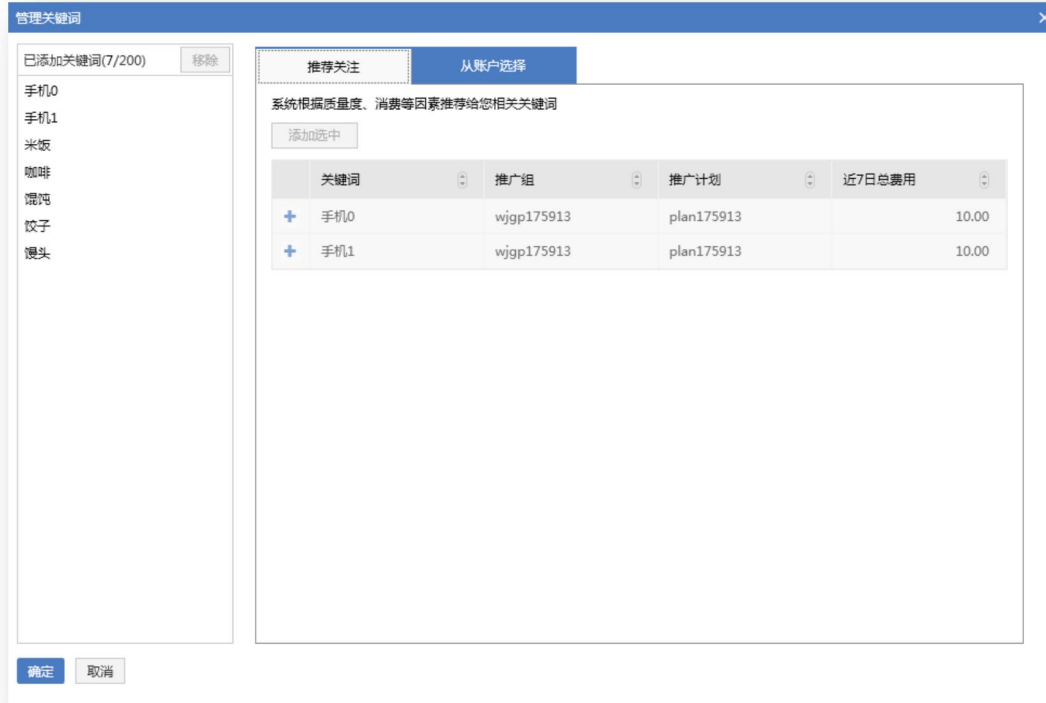 管理关键词
已添加关键词(7/200) 移除
手机0
手机1
米饭
咖啡
馄饨
饺子
馒头
推荐关注 从账户选择
系统根据质量度、消费等因素推荐给您相关关键词
添加选中
关键词 推广组 推广计划 近7日总费用
手机0 wjgp175913 plan175913 10.00
手机1 wjgp175913 plan175913 10.00
确定 取消